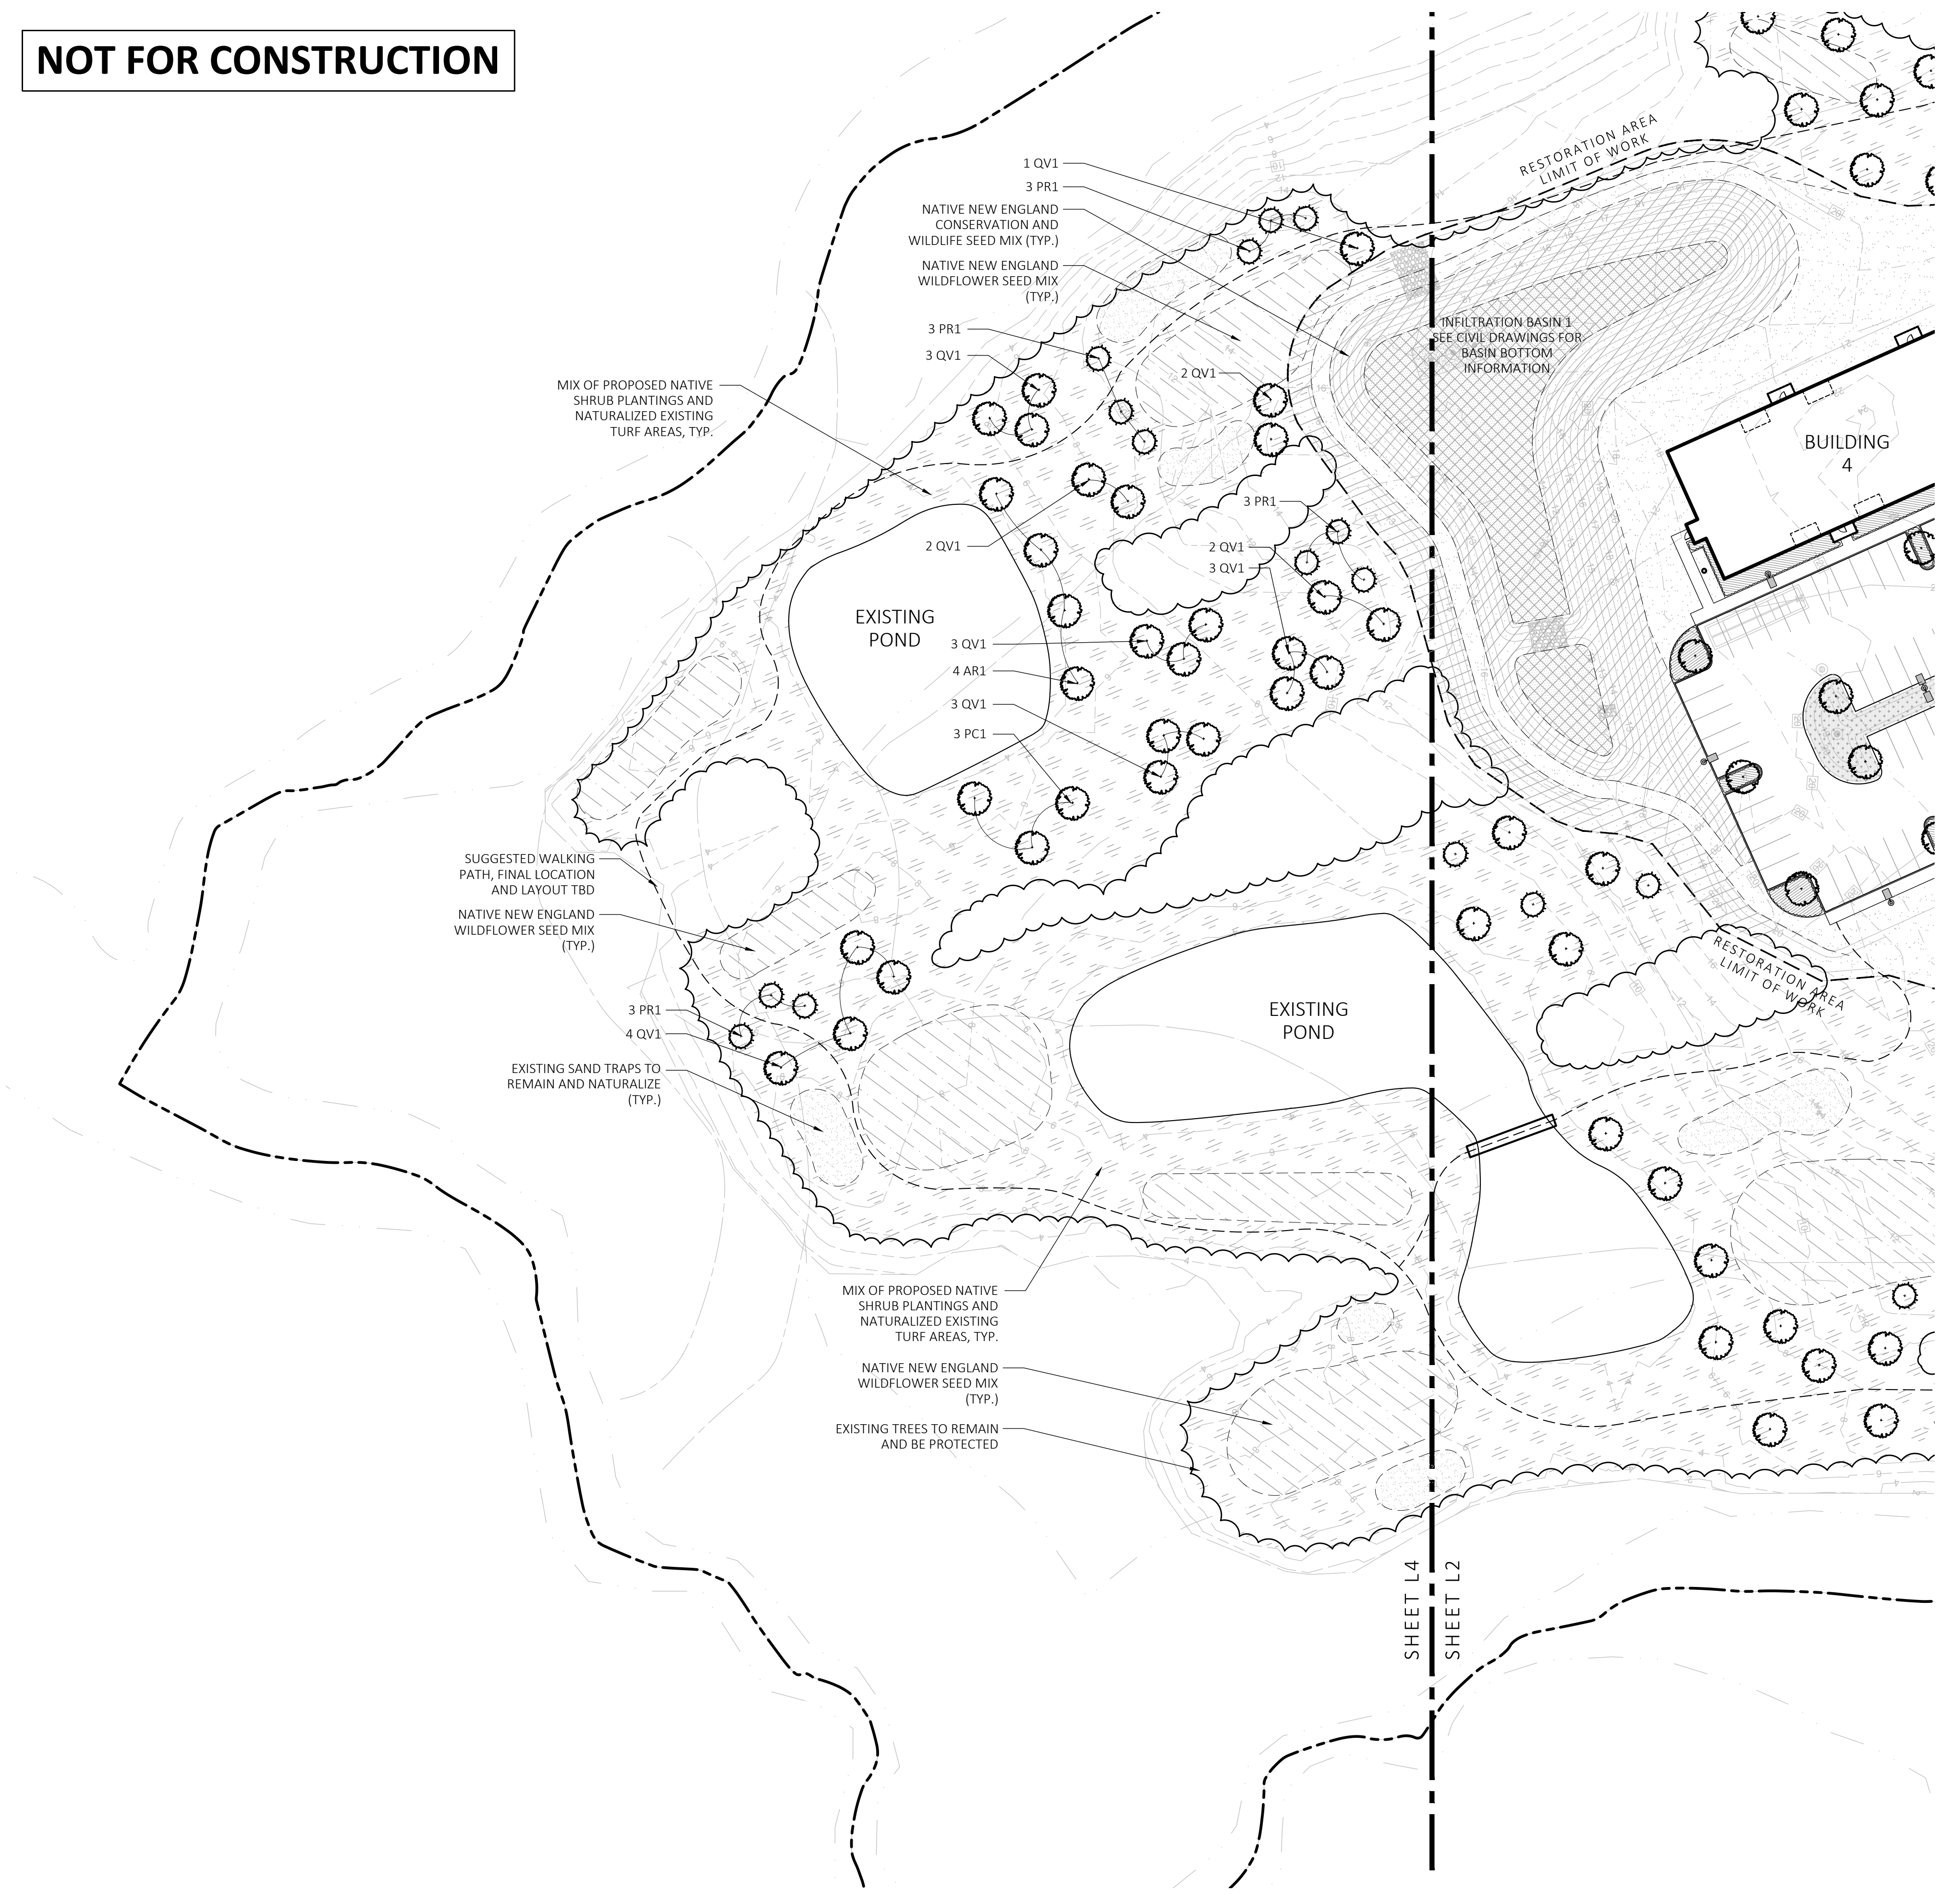 NOT FOR CONSTRUCTION
RESTORATION AREA
LIMIT OF WORK
1 QV1
3 PR1
NATIVE NEW ENGLAND
CONSERVATION AND
WILDLIFE SEED MIX (TYP.)
NATIVE NEW ENGLAND
WILDFLOWER SEED MIX
(TYP.)
3 PR1
3 QV1
2 QV1
MIX OF PROPOSED NATIVE
SHRUB PLANTINGS AND
NATURALIZED EXISTING
TURF AREAS, TYP.
INFILTRATION BASIN 1
SEE CIVIL DRAWINGS FOR
BASIN BOTTOM
INFORMATION
BUILDING
4
3 PR1
2 QV1
2 QV1
3 QV1
EXISTING
POND
3 QV1
4 AR1
3 QV1
3 PC1
SUGGESTED WALKING
PATH, FINAL LOCATION
AND LAYOUT TBD
NATIVE NEW ENGLAND
WILDFLOWER SEED MIX
(TYP.)
RESTORATION AREA
LIMIT OF WORK
3 PR1
4 QV1
EXISTING
POND
EXISTING SAND TRAPS TO
REMAIN AND NATURALIZE
(TYP.)
MIX OF PROPOSED NATIVE
SHRUB PLANTINGS AND
NATURALIZED EXISTING
TURF AREAS, TYP.
NATIVE NEW ENGLAND
WILDFLOWER SEED MIX
(TYP.)
EXISTING TREES TO REMAIN
AND BE PROTECTED
SHEET L4
SHEET L2